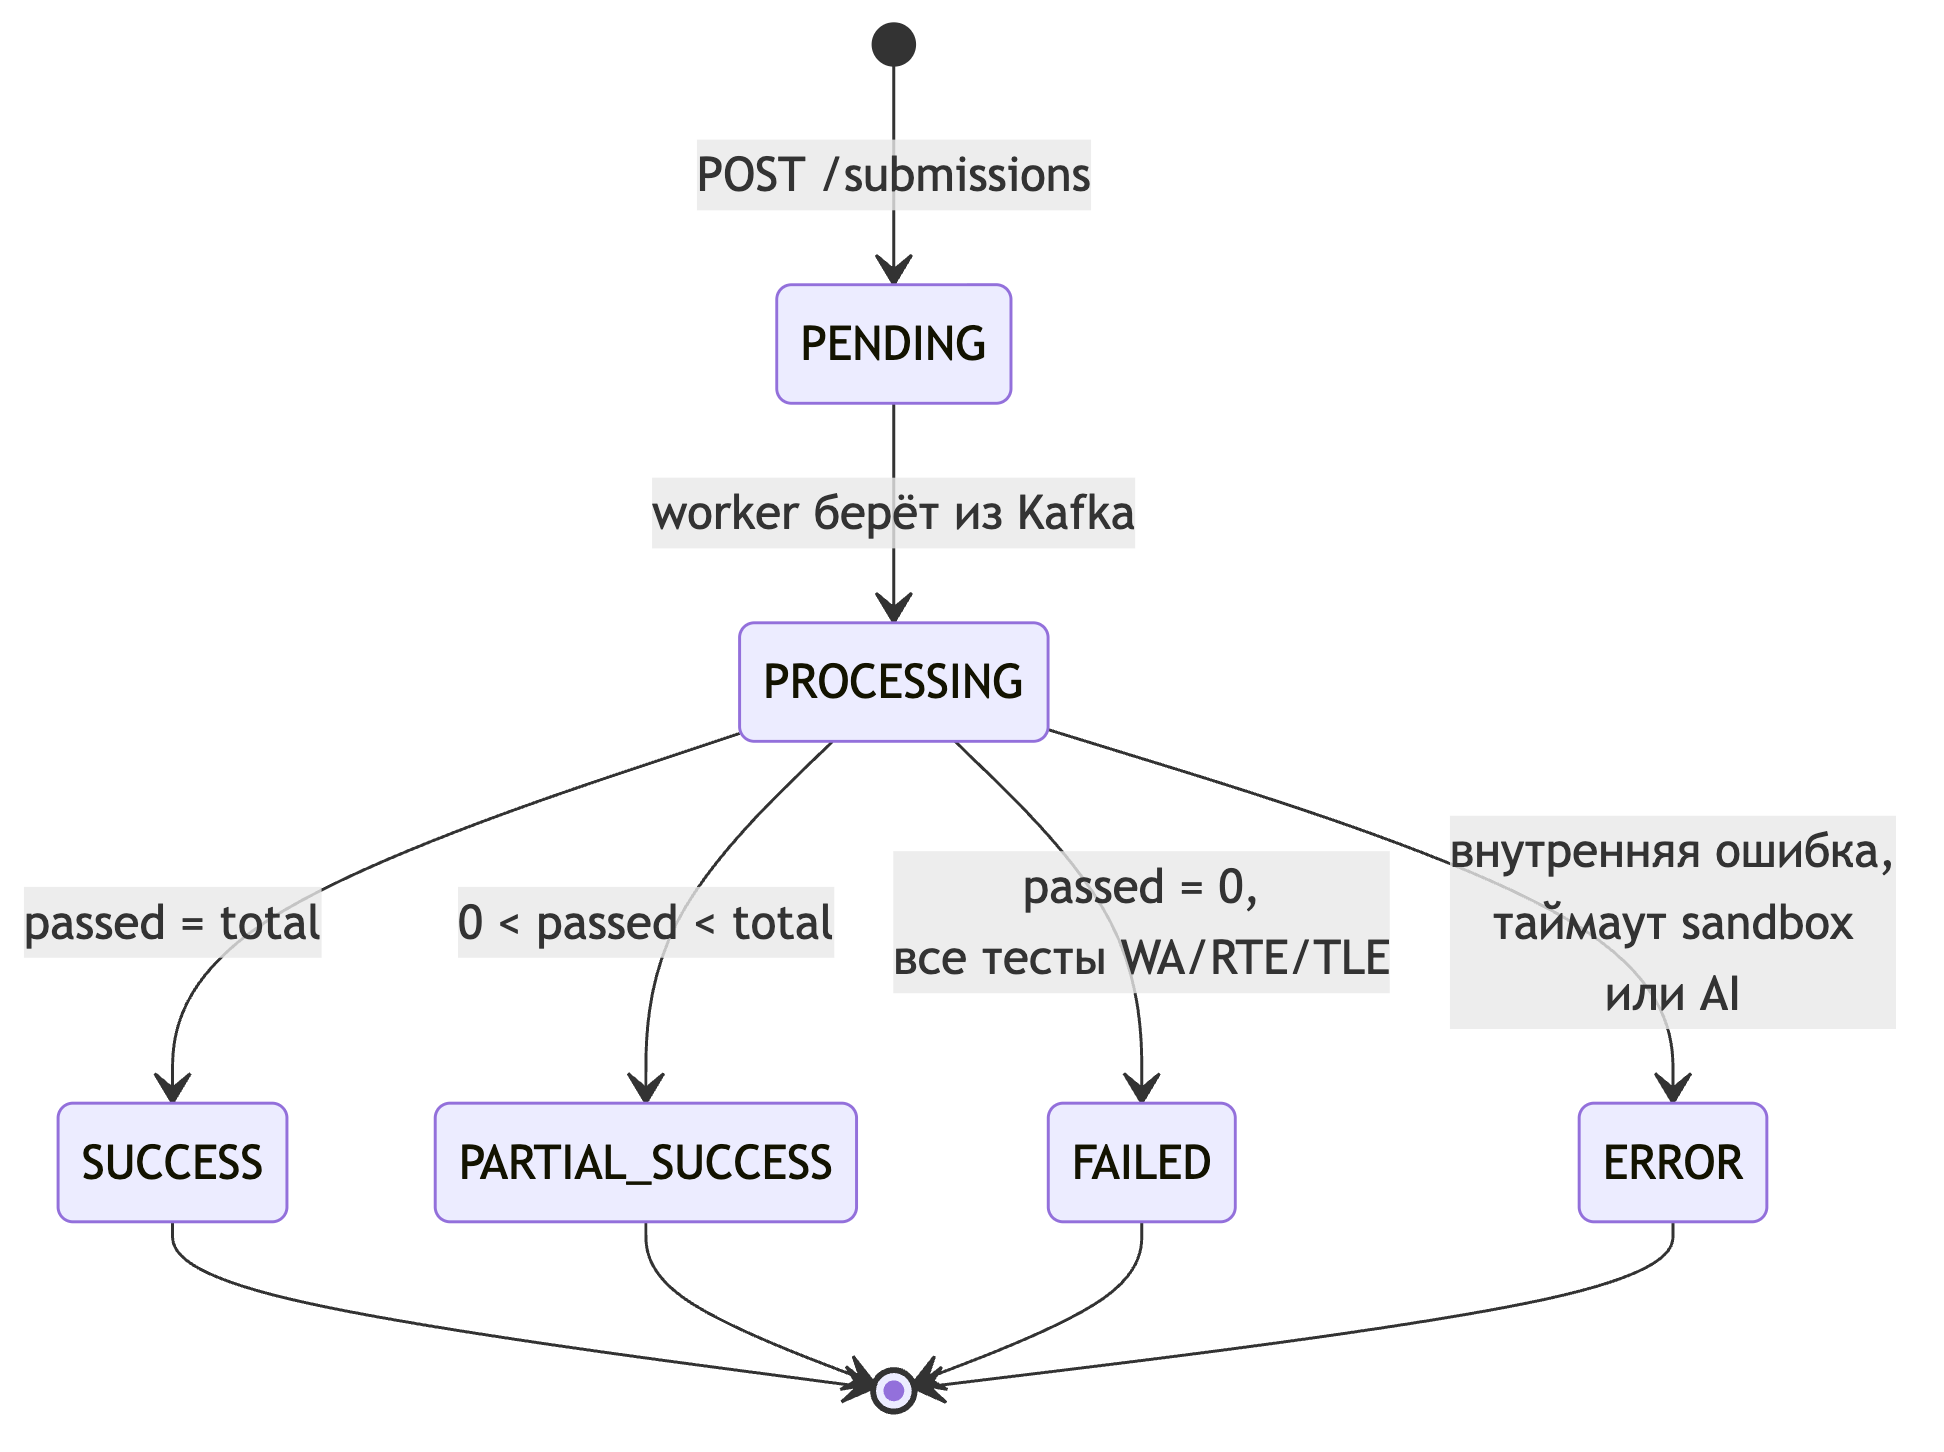 POST /submissions
PENDING
worker берёт из Kafka
PROCESSING
passed = total
0 < passed < total
passed = 0,
все тесты WA/RTE/TLE
внутренняя ошибка,
таймаут sandbox
или AI
SUCCESS
PARTIAL_SUCCESS
FAILED
ERROR